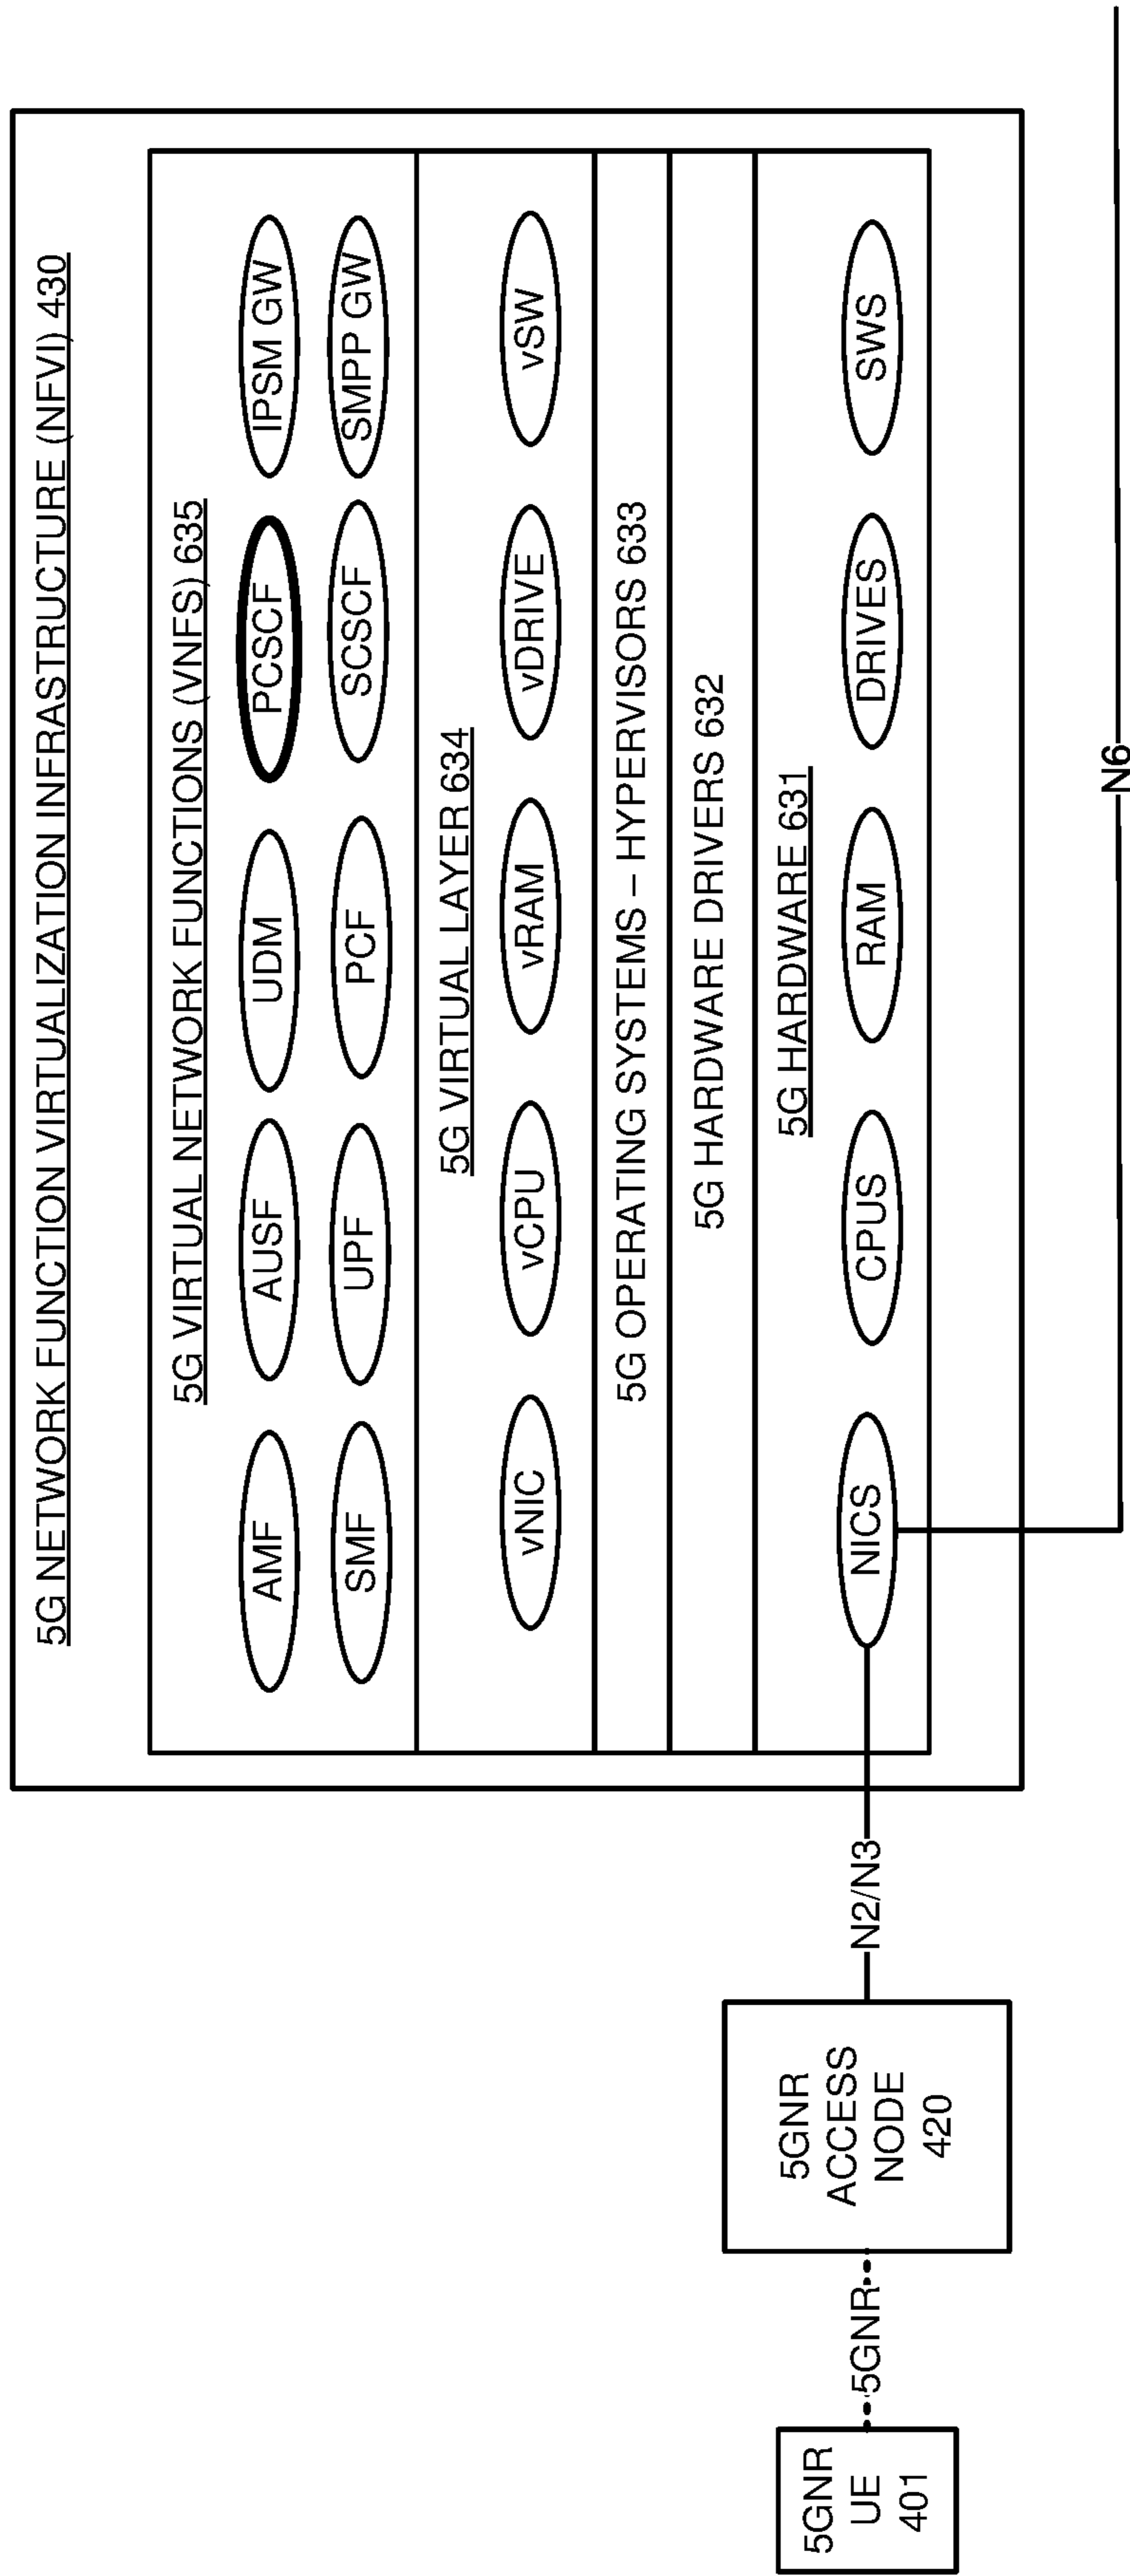 5G NETWORK FUNCTION VIRTUALIZATION INFRASTRUCTURE (NFVI) 430
5G VIRTUAL NETWORK FUNCTIONS (VNFS) 635
AMF
AUSF
UDM
PCSCF
IPSM GW
SMF
UPF
PCF
SCSCF
SMPP GW
5G VIRTUAL LAYER 634
vNIC
vCPU
vRAM
vDRIVE
vSW
5G OPERATING SYSTEMS – HYPERVISORS 633
5G HARDWARE DRIVERS 632
5G HARDWARE 631
NICS
CPUS
RAM
DRIVES
SWS
5GNR
UE
401
5GNR
5GNR
ACCESS
NODE
420
N2/N3
N6